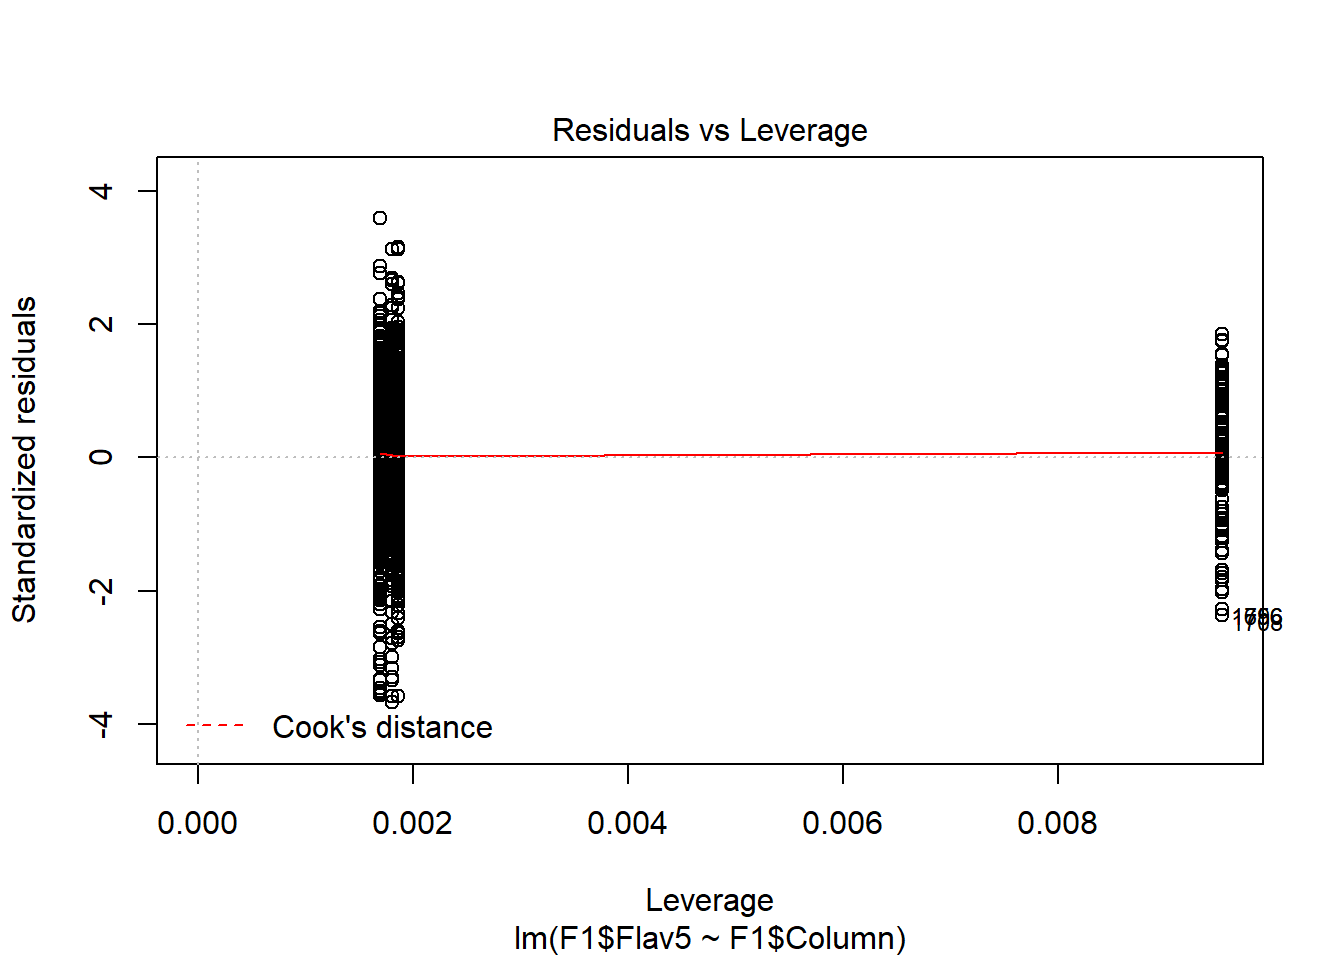 Residuals vs Leverage
Standardized residuals
4
2
0
-2
-4
Cook's distance
1708
0.000 0.002 0.004 0.006 0.008
Leverage
lm(F1$Flav5 ~ F1$Column)